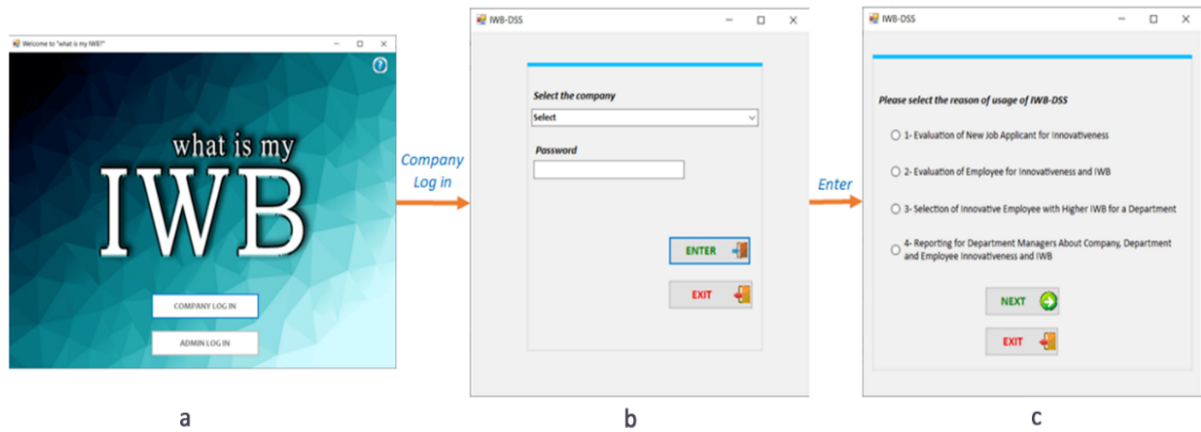 Welcome to "what is my IWB?"
what is my
IWB
COMPANY LOG IN
ADMIN LOG IN
a
Company
Log in
IWB-DSS
Select the company
Select
Password
ENTER
EXIT
b
Enter
IWB-DSS
Please select the reason of usage of IWB-DSS
1- Evaluation of New Job Applicant for Innovativeness
2- Evaluation of Employee for Innovativeness and IWB
3- Selection of Innovative Employee with Higher IWB for a Department
4- Reporting for Department Managers About Company, Department
and Employee Innovativeness and IWB
NEXT
EXIT
c